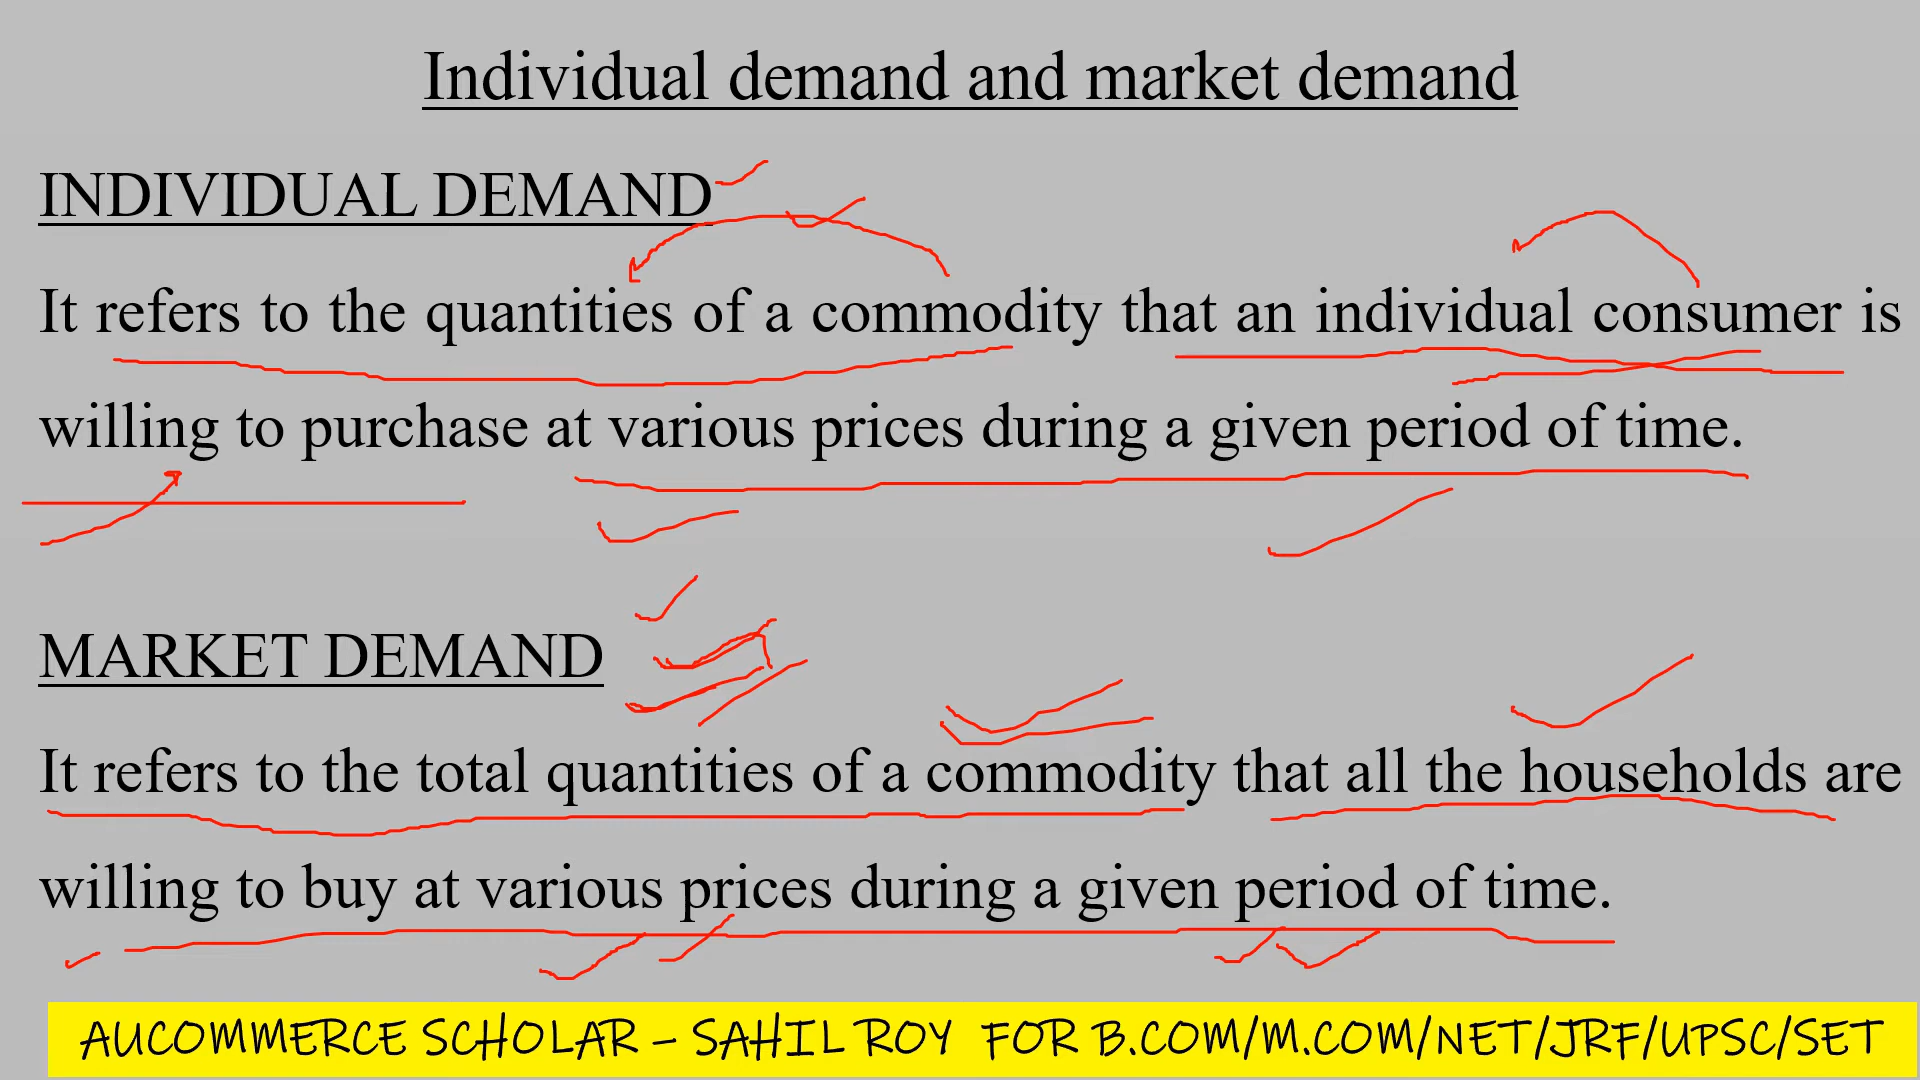 Individual demand and market demand
INDIVIDUAL DEMAND
It refers to the quantities of a commodity that an individual consumer is
willing to purchase at various prices during a given period of time.
MARKET DEMAND
It refers to the total quantities of a commodity that all the households are
willing to buy at various prices during a given period of time.
AUCOMMERCE SCHOLAR – SAHIL ROY FOR B.COM/M.COM/NET/JRF/UPSC/SET